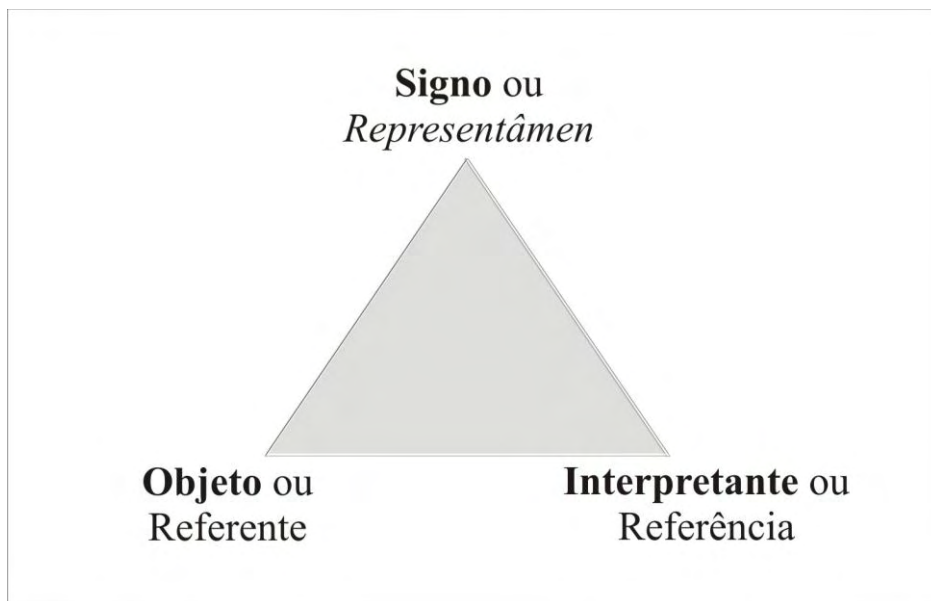 Signo ou
Representâmen
Objeto ou
Referente
Interpretante ou
Referência